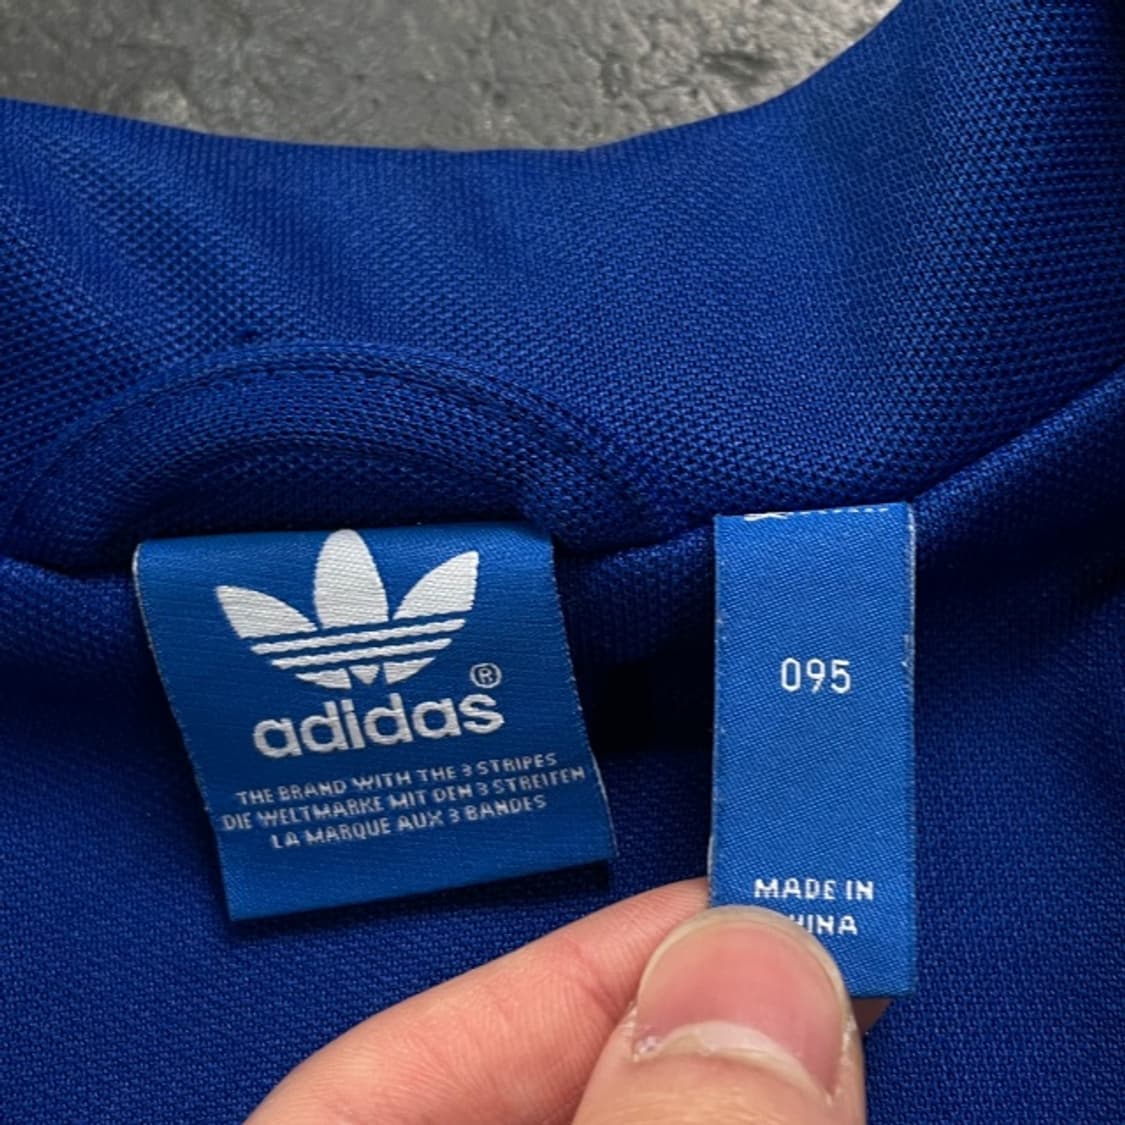 adidas®
THE BRAND WITH THE 3 STRIPES
DIE WELTMARKE MIT DEN 3 STREIFEN
LA MARQUE AUX 3 BANDES
095
MADE IN
HINA